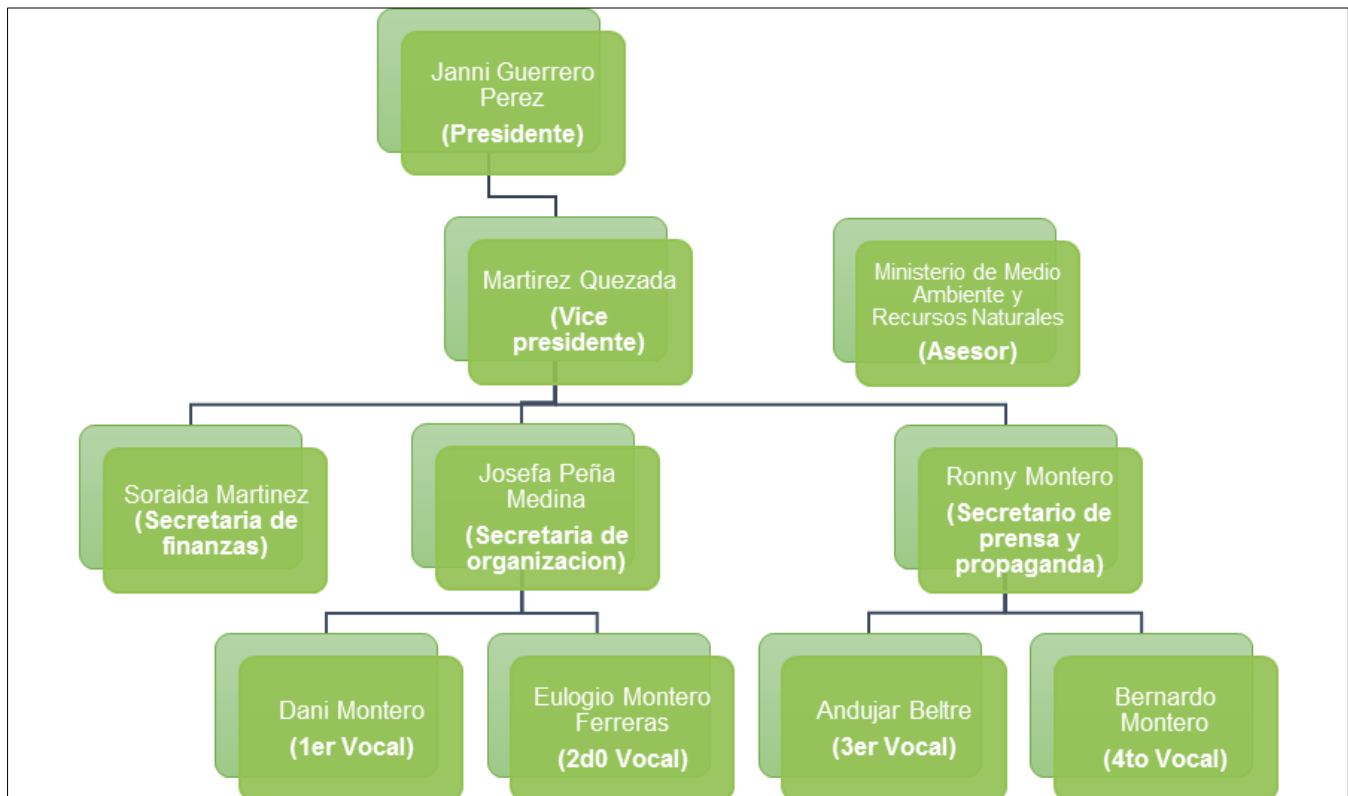 Janni Guerrero
Perez
(Presidente)
Martirez Quezada
(Vice
presidente)
Ministerio de Medio
Ambiente y
Recursos Naturales
(Asesor)
Soraida Martinez
(Secretaria de
finanzas)
Josefa Peña
Medina
(Secretaria de
organizacion)
Ronny Montero
(Secretario de
prensa y
propaganda)
Dani Montero
(1er Vocal)
Eulogio Montero
Ferreras
(2d0 Vocal)
Andujar Beltre
(3er Vocal)
Bernardo
Montero
(4to Vocal)